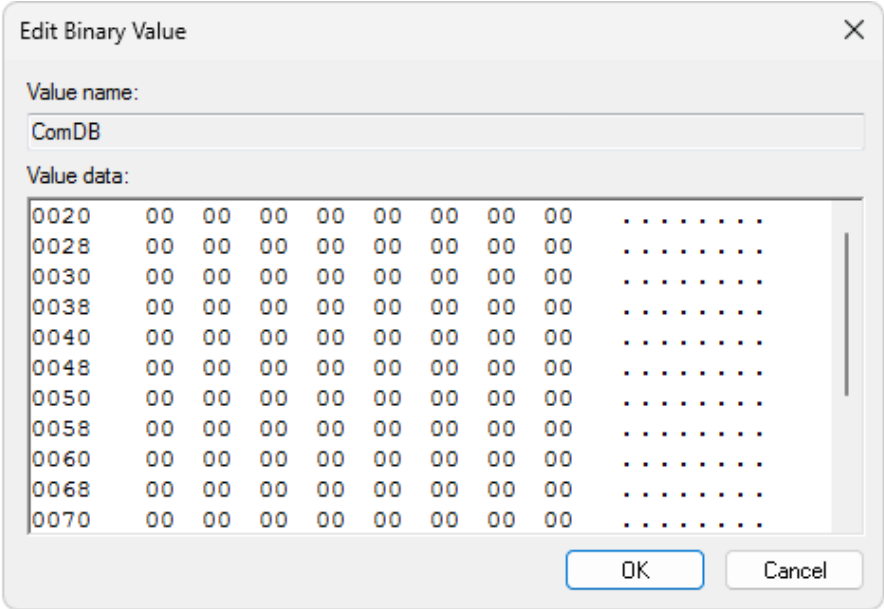 Edit Binary Value
Value name:
ComDB
Value data:
0020 00 00 00 00 00 00 00 00 ........
0028 00 00 00 00 00 00 00 00 ........
0030 00 00 00 00 00 00 00 00 ........
0038 00 00 00 00 00 00 00 00 ........
0040 00 00 00 00 00 00 00 00 ........
0048 00 00 00 00 00 00 00 00 ........
0050 00 00 00 00 00 00 00 00 ........
0058 00 00 00 00 00 00 00 00 ........
0060 00 00 00 00 00 00 00 00 ........
0068 00 00 00 00 00 00 00 00 ........
0070 00 00 00 00 00 00 00 00 ........
OK Cancel